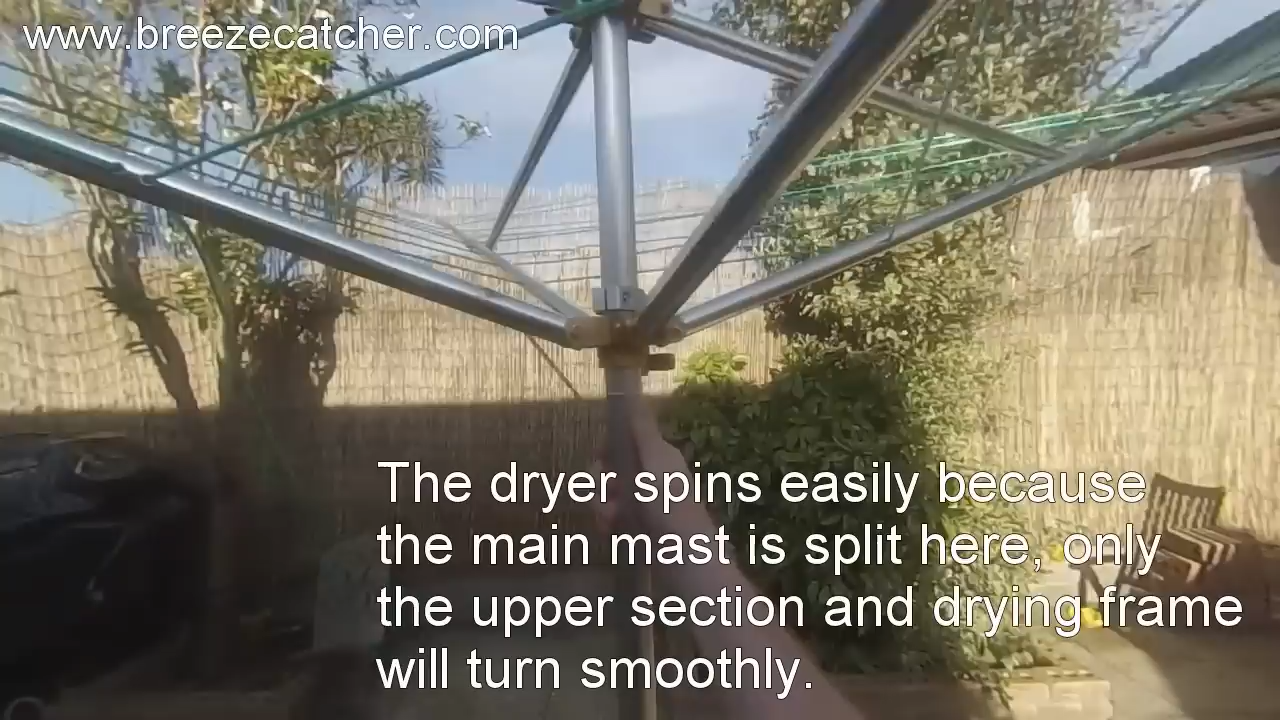 www.breezecatcher.com
The dryer spins easily because
the main mast is split here, only
the upper section and drying frame
will turn smoothly.